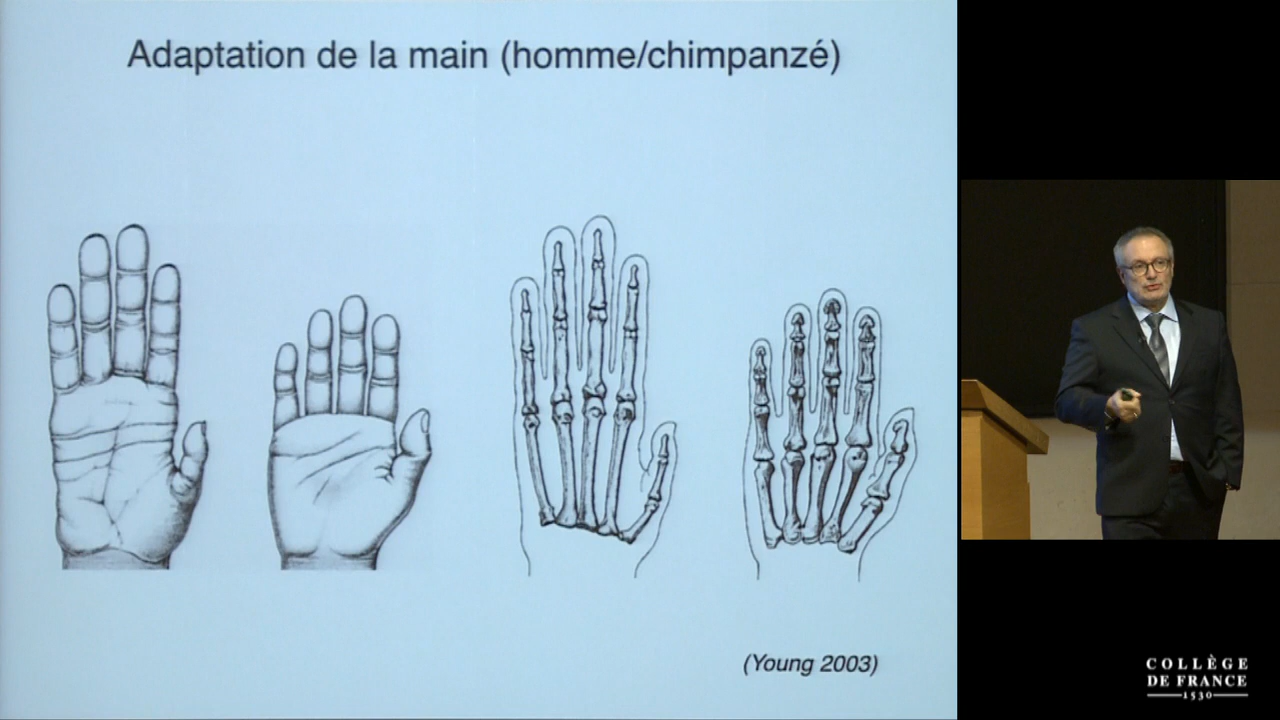 Adaptation de la main (homme/chimpanzé)
(Young 2003)
COLLÈGE
DE FRANCE
1530